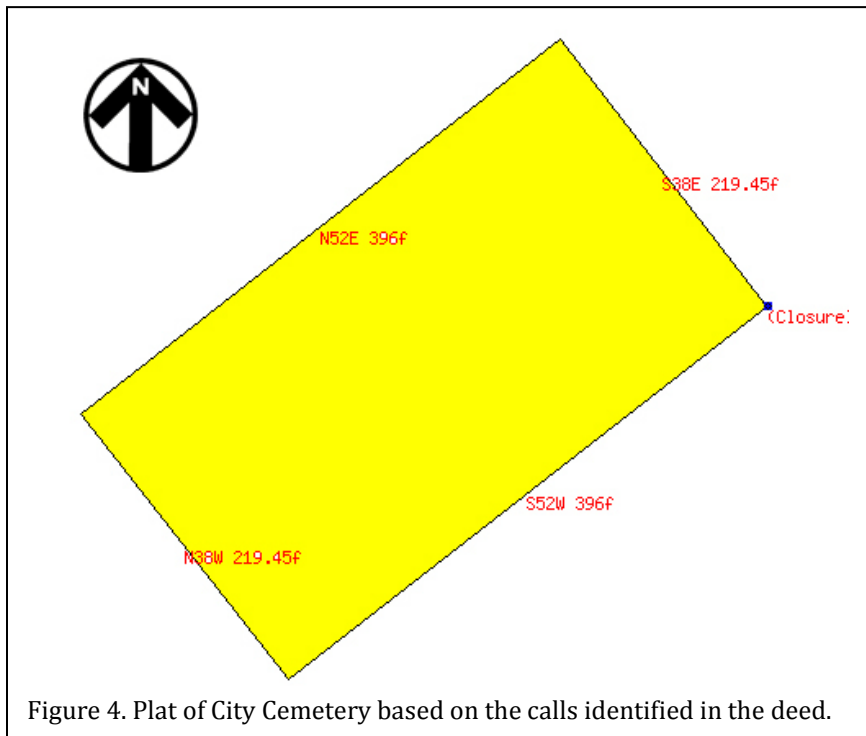 N
S38E 219.45f
N52E 396f
(Closure)
S52W 396f
N38W 219.45f
Figure 4. Plat of City Cemetery based on the calls identified in the deed.